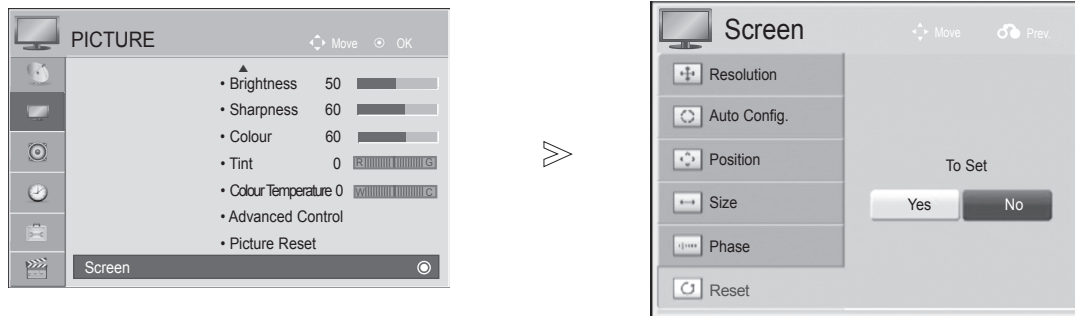 PICTURE
Move OK
• Brightness 50
• Sharpness 60
• Colour 60
• Tint 0 R G
• Colour Temperature 0 W C
• Advanced Control
• Picture Reset
Screen
Screen
Move Prev.
Resolution
Auto Config.
Position
Size
Phase
Reset
To Set
Yes No